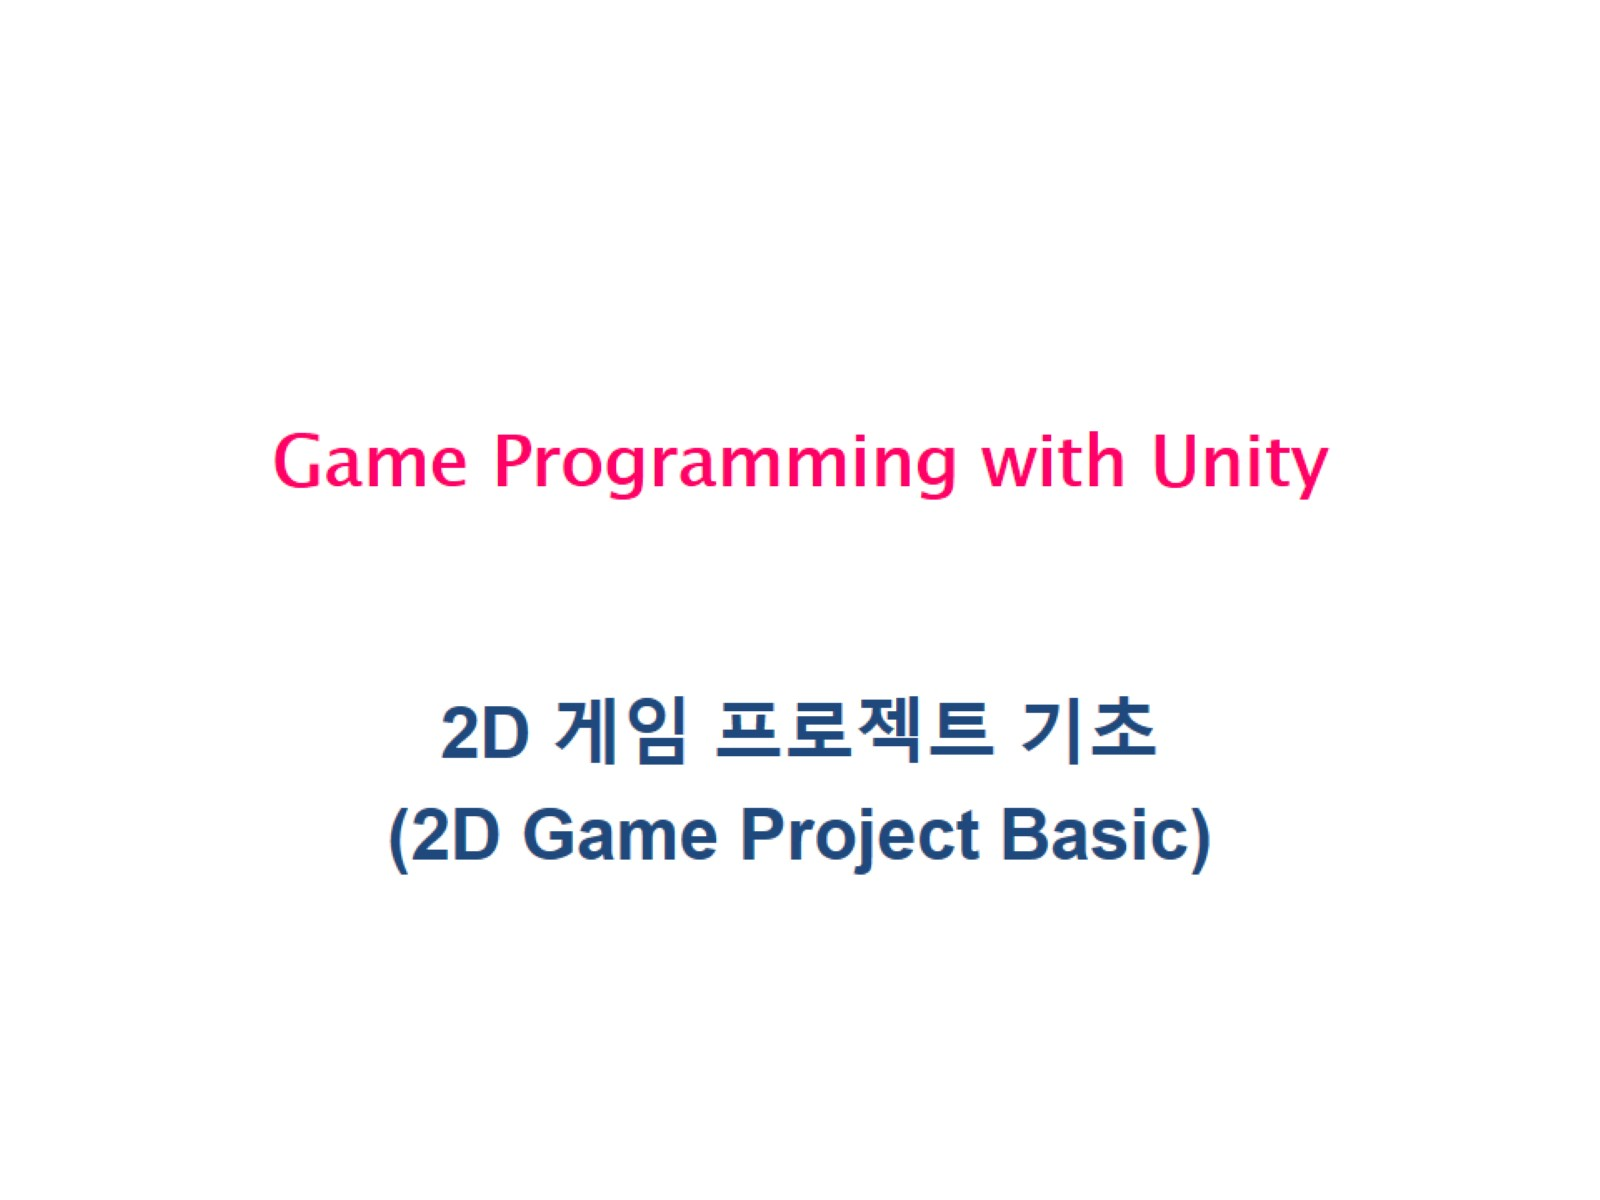 Game Programming with Unity
2D 게임 프로젝트 기초
(2D Game Project Basic)